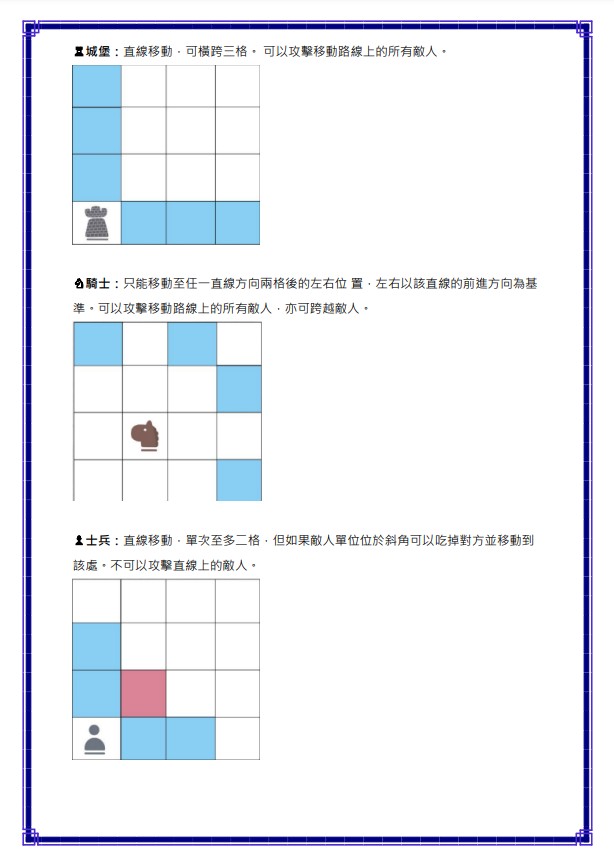 ♜城堡：直線移動，可橫跨三格。 可以攻擊移動路線上的所有敵人。
♞騎士：只能移動至任一直線方向兩格後的左右位 置，左右以該直線的前進方向為基
準。可以攻擊移動路線上的所有敵人，亦可跨越敵人。
♟士兵：直線移動，單次至多二格，但如果敵人單位位於斜角可以吃掉對方並移動到
該處。不可以攻擊直線上的敵人。